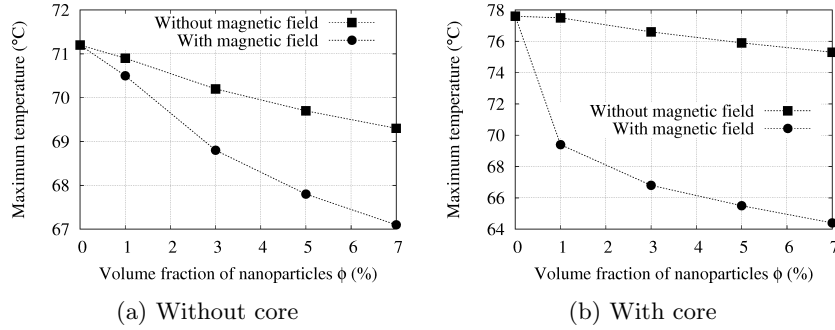 72
71
70
69
68
67
0 1 2 3 4 5 6 7
Maximum temperature (°C)
Volume fraction of nanoparticles ϕ (%)
Without magnetic field
With magnetic field
(a) Without core
78
76
74
72
70
68
66
64
0 1 2 3 4 5 6 7
Maximum temperature (°C)
Volume fraction of nanoparticles ϕ (%)
Without magnetic field
With magnetic field
(b) With core